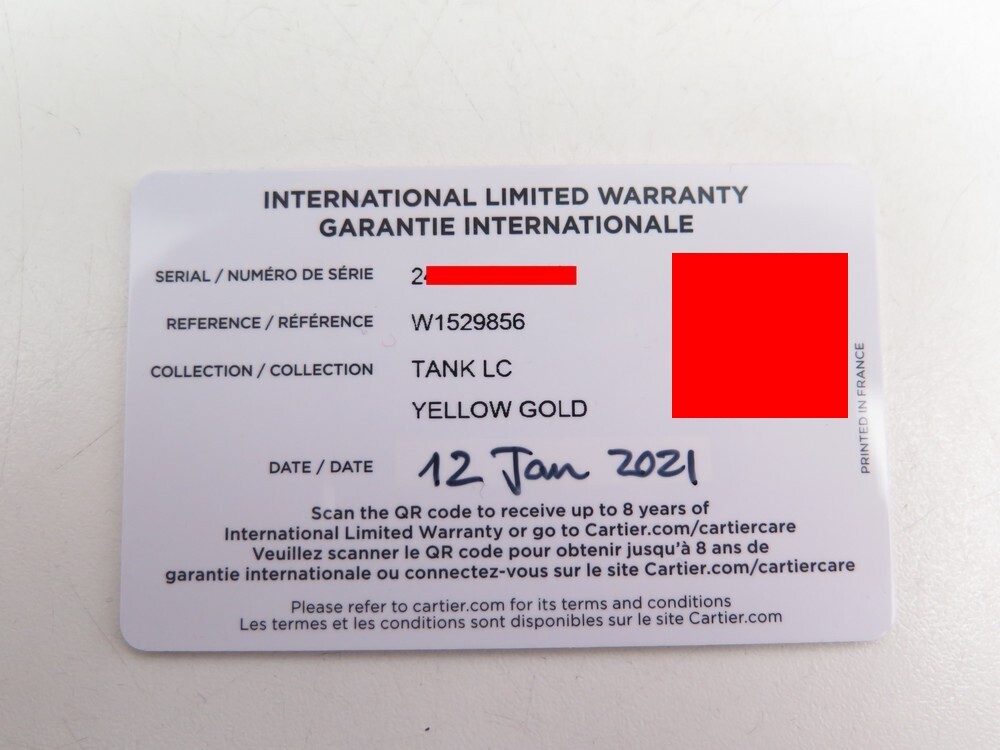 INTERNATIONAL LIMITED WARRANTY
GARANTIE INTERNATIONALE
SERIAL / NUMÉRO DE SÉRIE 24
REFERENCE / RÉFÉRENCE W1529856
COLLECTION / COLLECTION TANK LC
YELLOW GOLD
DATE / DATE 12 Jan 2021
PRINTED IN FRANCE
Scan the QR code to receive up to 8 years of
International Limited Warranty or go to Cartier.com/cartiercare
Veuillez scanner le QR code pour obtenir jusqu'à 8 ans de
garantie internationale ou connectez-vous sur le site Cartier.com/cartiercare
Please refer to cartier.com for its terms and conditions
Les termes et les conditions sont disponibles sur le site Cartier.com